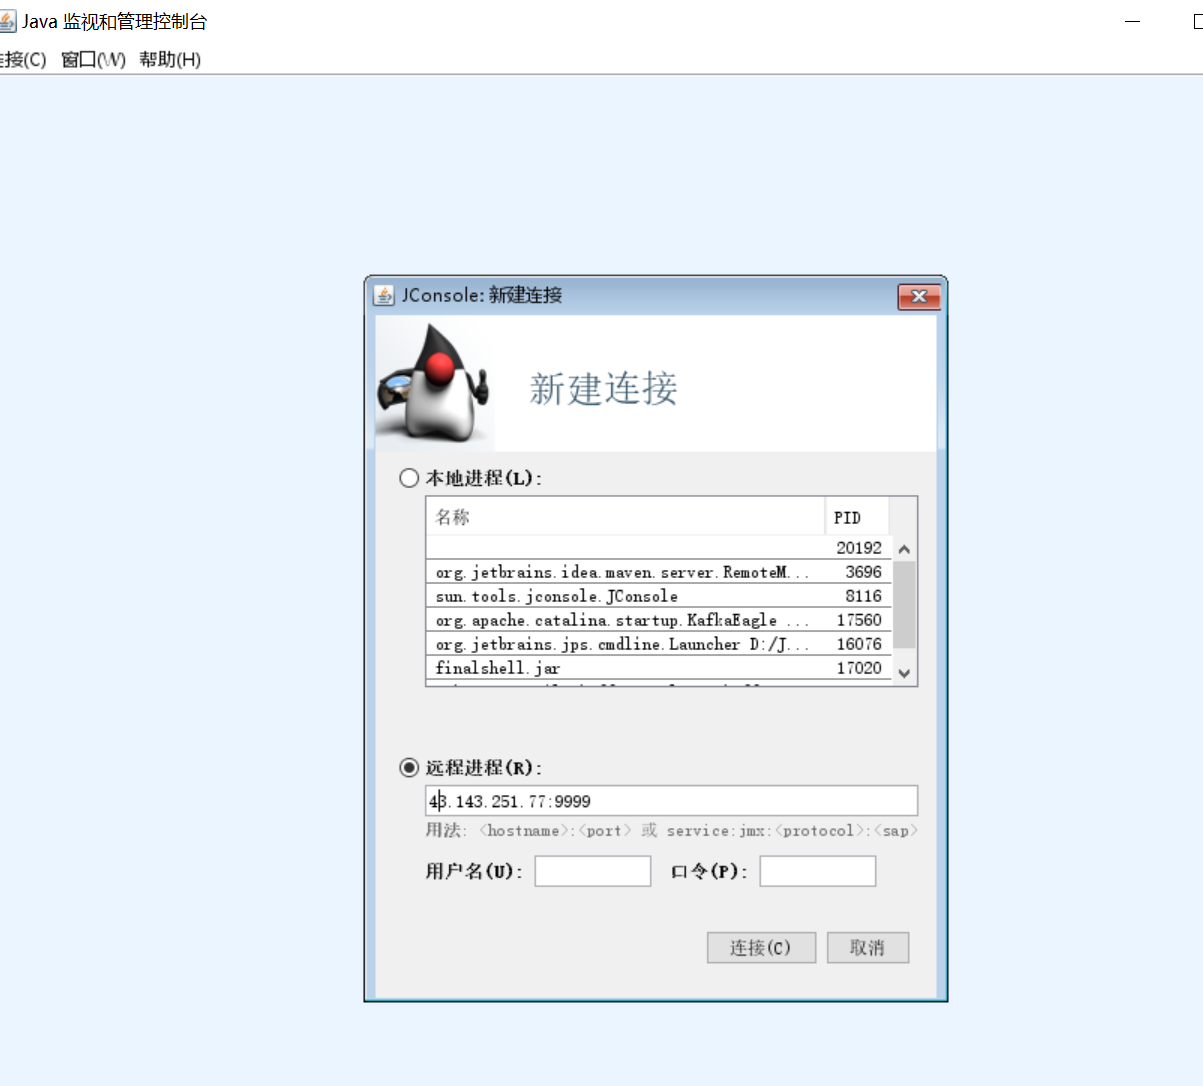 Java 监视和管理控制台
连接(C) 窗口(W) 帮助(H)
JConsole: 新建连接
新建连接
本地进程(L):
名称 PID
20192
org.jetbrains.idea.maven.server.RemoteM... 3696
sun.tools.jconsole.JConsole 8116
org.apache.catalina.startup.KafkaEagle ... 17560
org.jetbrains.jps.cmdline.Launcher D:/J... 16076
finalshell.jar 17020
远程进程(R):
43.143.251.77:9999
用法: <hostname>:<port> 或 service:jmx:<protocol>:<sap>
用户名(U): 口令(P):
连接(C) 取消